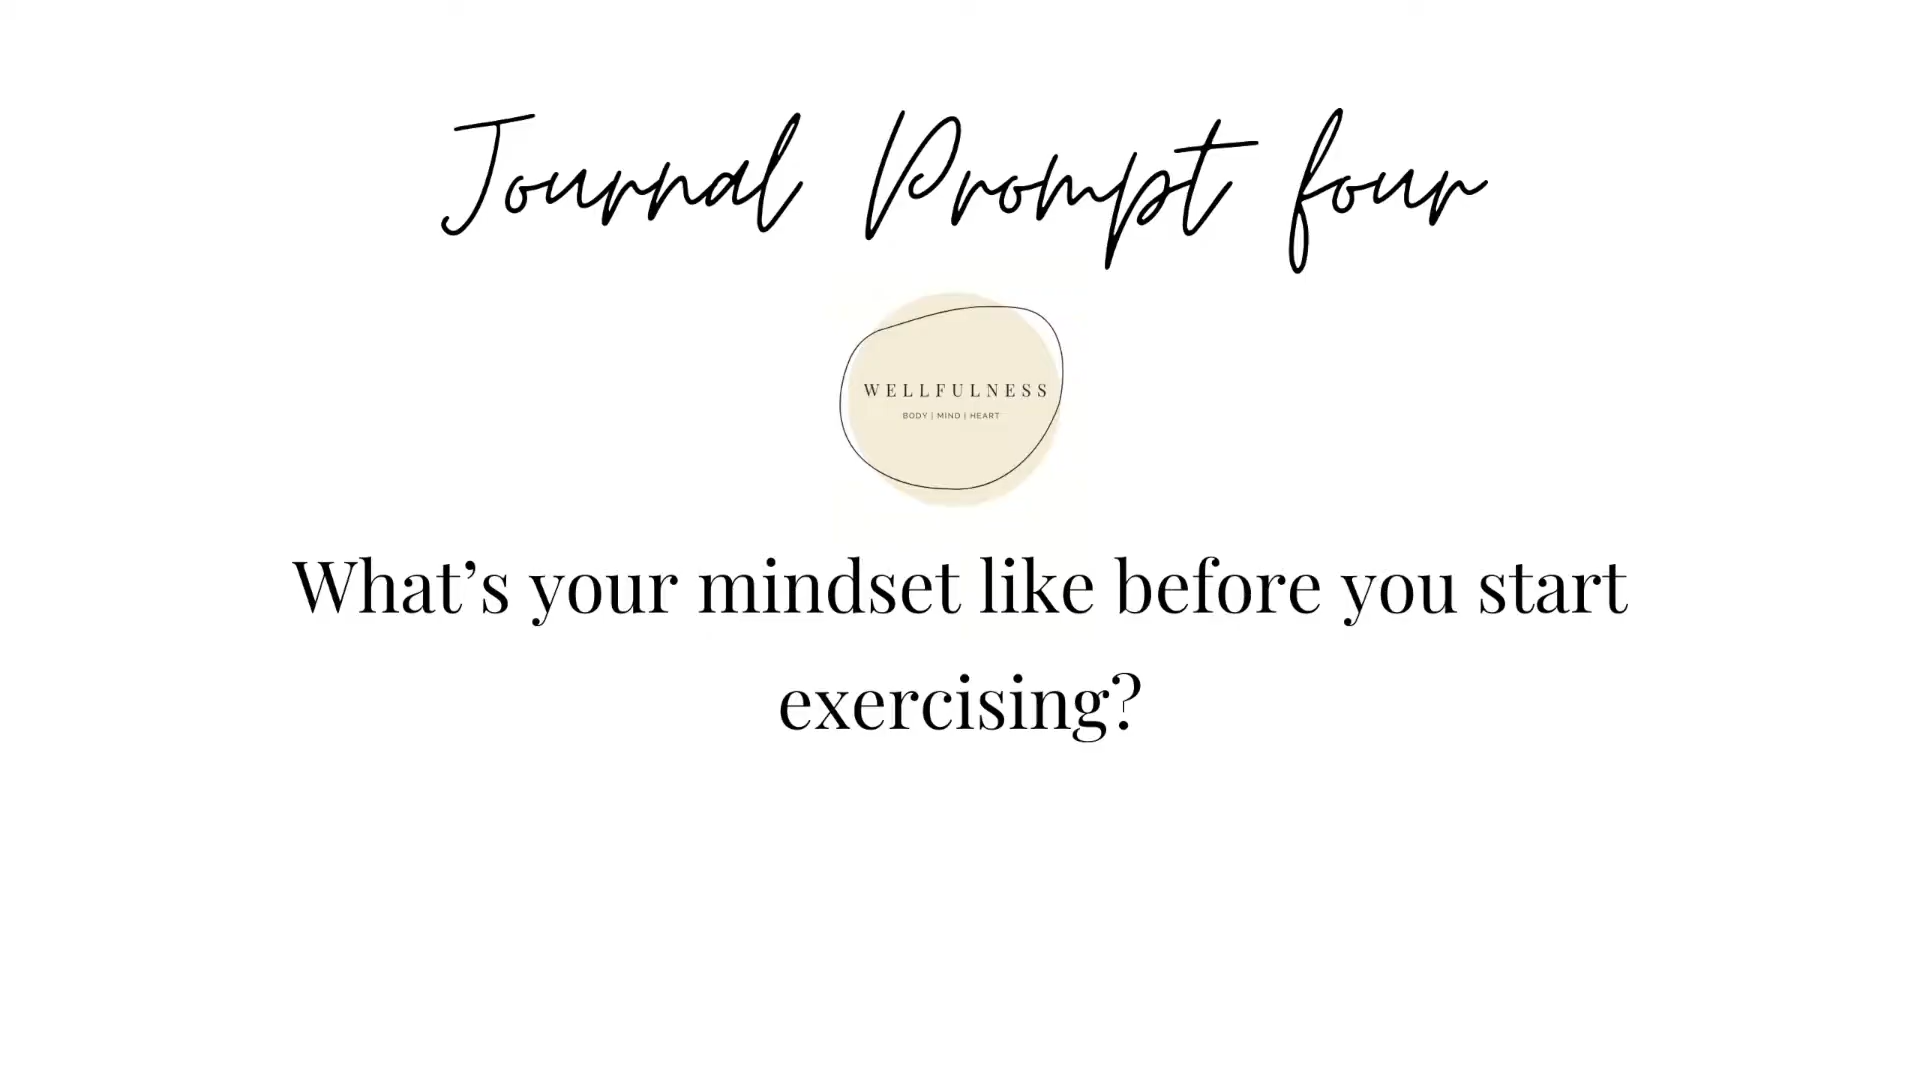 Journal Prompt four
WELLFULNESS
BODY | MIND | HEART
What’s your mindset like before you start
exercising?